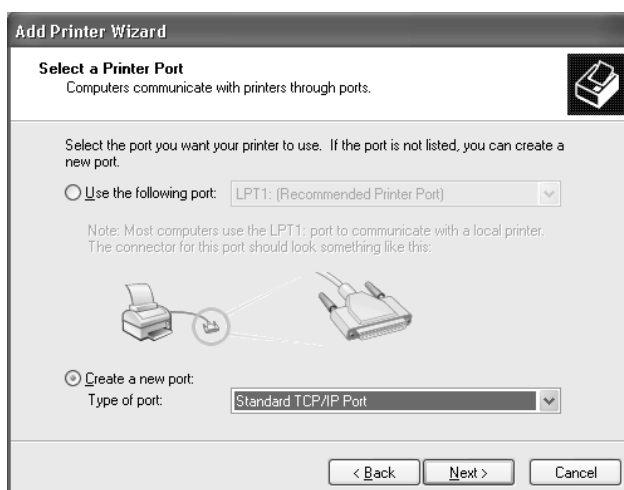 Add Printer Wizard
Select a Printer Port
Computers communicate with printers through ports.
Select the port you want your printer to use. If the port is not listed, you can create a
new port.
Use the following port: LPT1: (Recommended Printer Port)
Note: Most computers use the LPT1: port to communicate with a local printer.
The connector for this port should look something like this:
Create a new port:
Type of port: Standard TCP/IP Port
< Back Next > Cancel